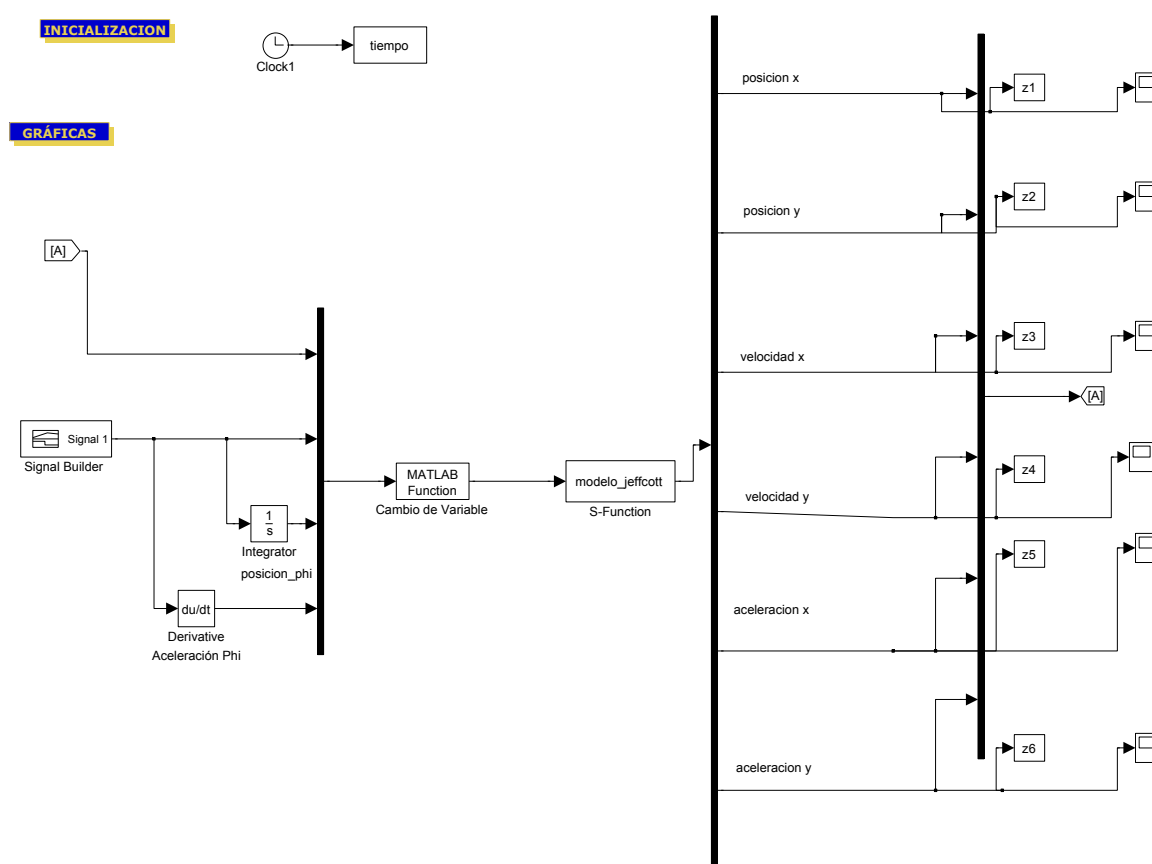 INICIALIZACION
tiempo
Clock1
GRÁFICAS
[A]
Signal 1
Signal Builder
1
s
Integrator
posicion_phi
du/dt
Derivative
Aceleración Phi
MATLAB
Function
Cambio de Variable
modelo_jeffcott
S-Function
posicion x
z1
posicion y
z2
velocidad x
z3
[A]
velocidad y
z4
z5
aceleracion x
z6
aceleracion y